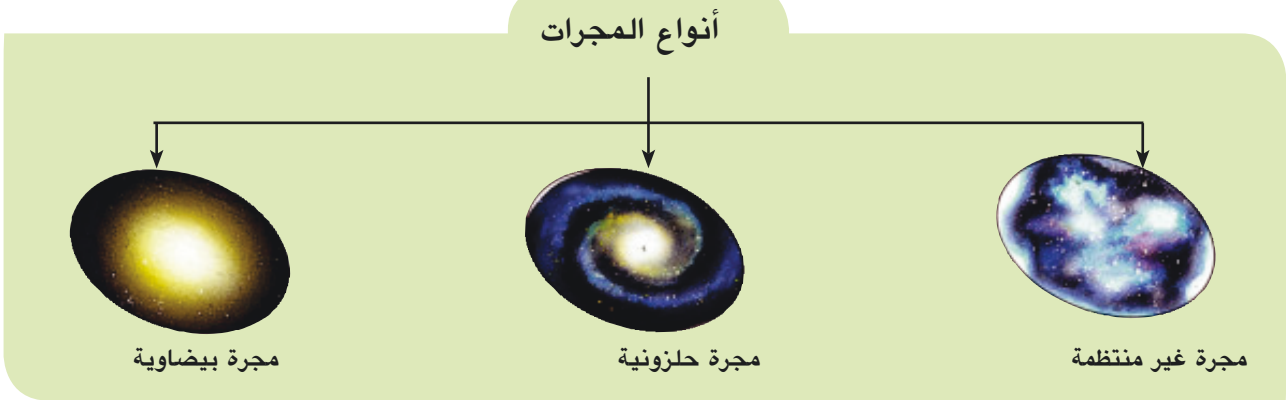 أنواع المجرات
مجرة غير منتظمة
مجرة حلزونية
مجرة بيضاوية